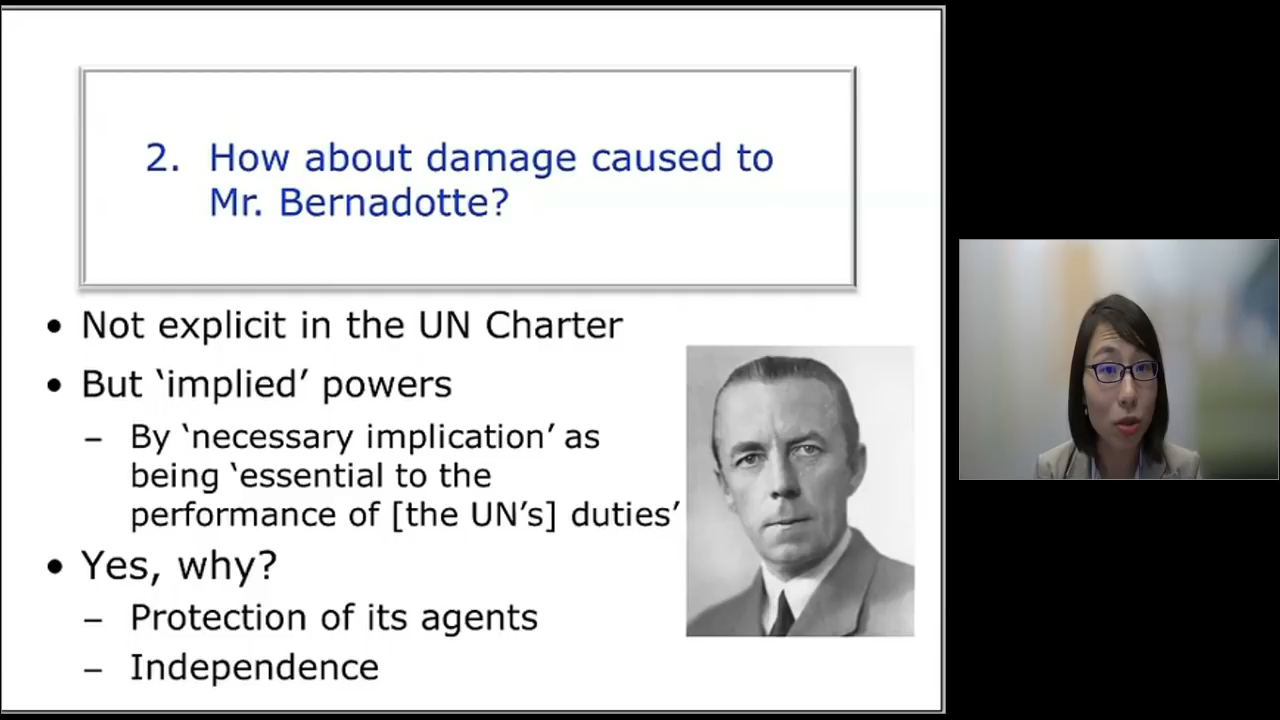 2. How about damage caused to
Mr. Bernadotte?
• Not explicit in the UN Charter
• But ‘implied’ powers
– By ‘necessary implication’ as
being ‘essential to the
performance of [the UN’s] duties’
• Yes, why?
– Protection of its agents
– Independence